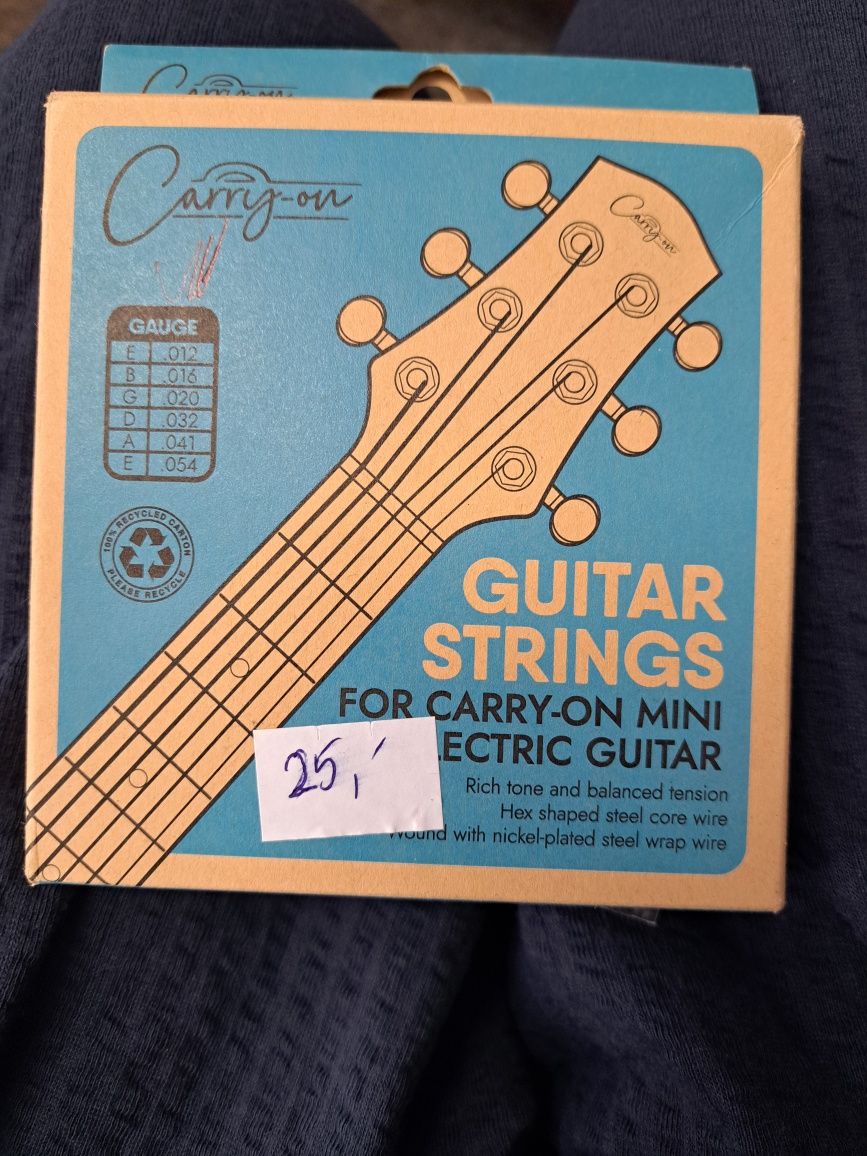 Carry-on
Carry-on
Carry-on
GAUGE
E .012
B .016
G .020
D .032
A .041
E .054
100% RECYCLED CARTON
PLEASE RECYCLE
GUITAR
STRINGS
FOR CARRY-ON MINI
LECTRIC GUITAR
25,-
Rich tone and balanced tension
Hex shaped steel core wire
Wound with nickel-plated steel wrap wire